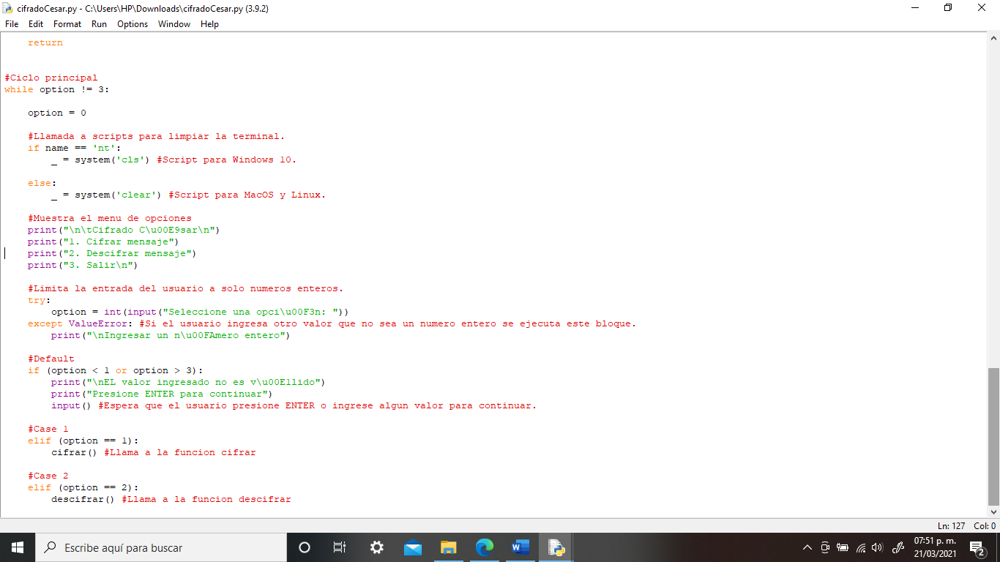 cifradoCesar.py - C:\Users\HP\Downloads\cifradoCesar.py (3.9.2)
File Edit Format Run Options Window Help
    return
#Ciclo principal
while option != 3:
    option = 0
    #Llamada a scripts para limpiar la terminal.
    if name == 'nt':
        _ = system('cls') #Script para Windows 10.
    else:
        _ = system('clear') #Script para MacOS y Linux.
    #Muestra el menu de opciones
    print("\n\tCifrado C\u00E9sar\n")
    print("1. Cifrar mensaje")
    print("2. Descifrar mensaje")
    print("3. Salir\n")
    #Limita la entrada del usuario a solo numeros enteros.
    try:
        option = int(input("Seleccione una opci\u00F3n: "))
    except ValueError: #Si el usuario ingresa otro valor que no sea un numero entero se ejecuta este bloque.
        print("\nIngresar un n\u00FAmero entero")
    #Default
    if (option < 1 or option > 3):
        print("\nEL valor ingresado no es v\u00E1lido")
        print("Presione ENTER para continuar")
        input() #Espera que el usuario presione ENTER o ingrese algun valor para continuar.
    #Case 1
    elif (option == 1):
        cifrar() #Llama a la funcion cifrar
    #Case 2
    elif (option == 2):
        descifrar() #Llama a la funcion descifrar
Ln: 127 Col: 0
Escribe aquí para buscar
07:51 p. m.
21/03/2021
2